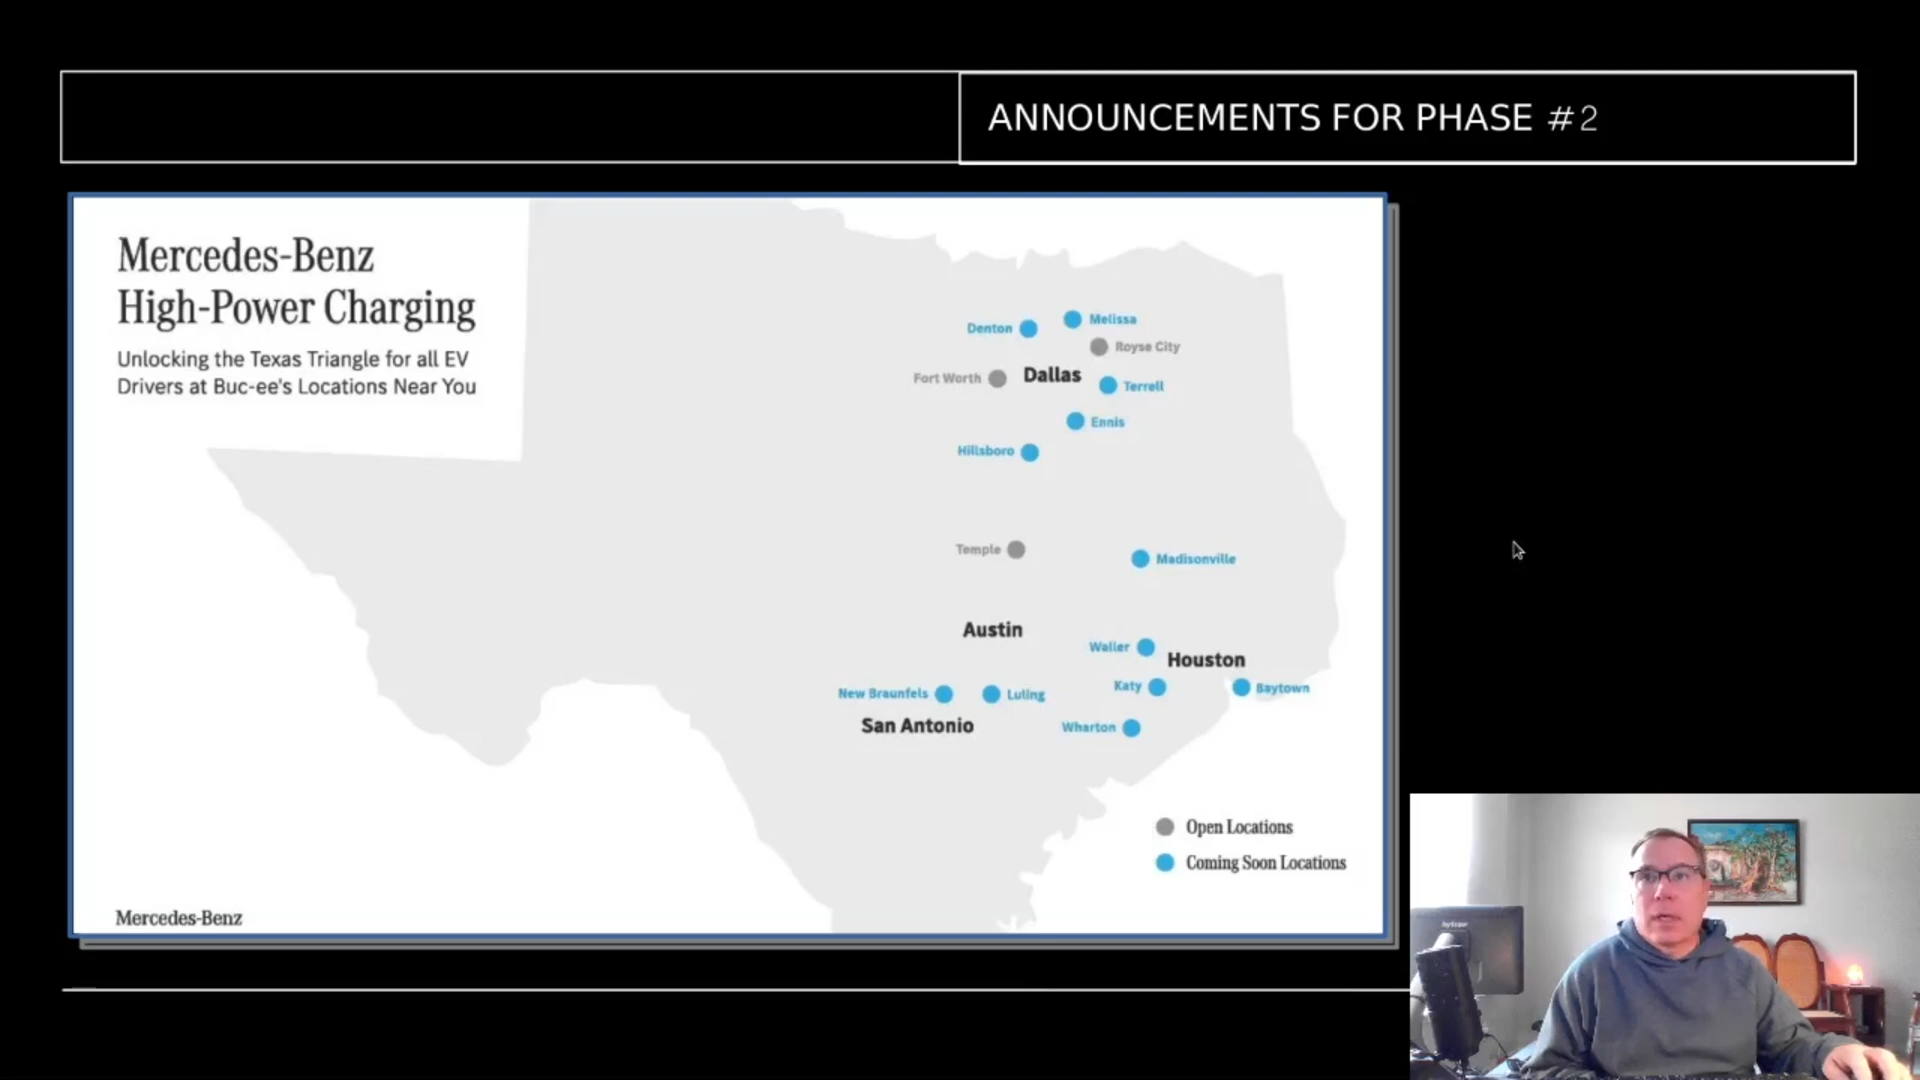 ANNOUNCEMENTS FOR PHASE #2
Mercedes-Benz
High-Power Charging
Unlocking the Texas Triangle for all EV
Drivers at Buc-ee's Locations Near You
Denton
Melissa
Royse City
Fort Worth
Dallas
Terrell
Ennis
Hillsboro
Temple
Madisonville
Austin
Waller
Houston
New Braunfels
Luling
Katy
Baytown
San Antonio
Wharton
Open Locations
Coming Soon Locations
Mercedes-Benz